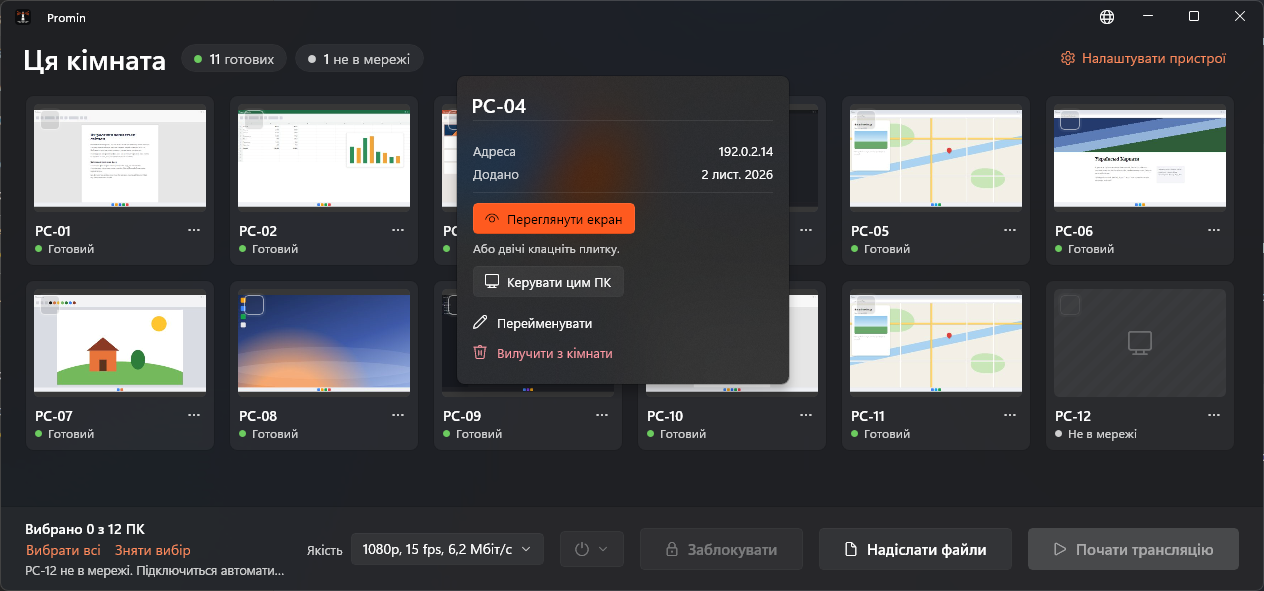 Promin
Ця кімната
11 готових
1 не в мережі
Налаштувати пристрої
PC-04
Адреса 192.0.2.14
Додано 2 лист. 2026
Переглянути екран
Або двічі клацніть плитку.
Керувати цим ПК
Перейменувати
Вилучити з кімнати
PC-01
Готовий
PC-02
Готовий
PC-05
Готовий
PC-06
Готовий
PC-07
Готовий
PC-08
Готовий
PC-09
Готовий
PC-10
Готовий
PC-11
Готовий
PC-12
Не в мережі
Вибрано 0 з 12 ПК
Вибрати всі Зняти вибір
PC-12 не в мережі. Підключиться автомати...
Якість
1080p, 15 fps, 6,2 Мбіт/с
Заблокувати
Надіслати файли
Почати трансляцію